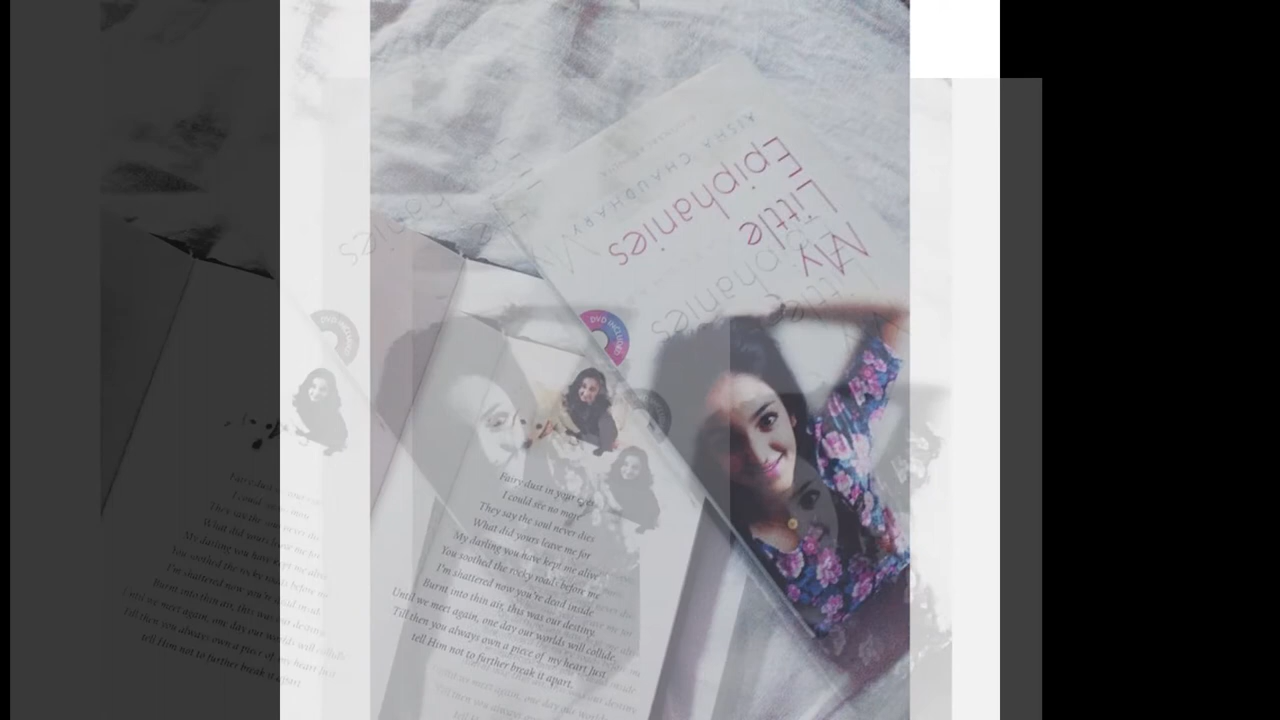 AISHA CHAUDHARY
My
Little
Epiphanies
DVD INCLUDED
Fairy dust in your eyes
I could see no more
They say the soul never dies
What did yours leave me for
My darling you have kept me alive
You soothed the rocky roads before me
I'm shattered now you're dead inside
Burnt into thin air, this was our destiny.
Until we meet again, one day our worlds will collide
Till then you always own a piece of my heart Just
tell Him not to further break it apart.